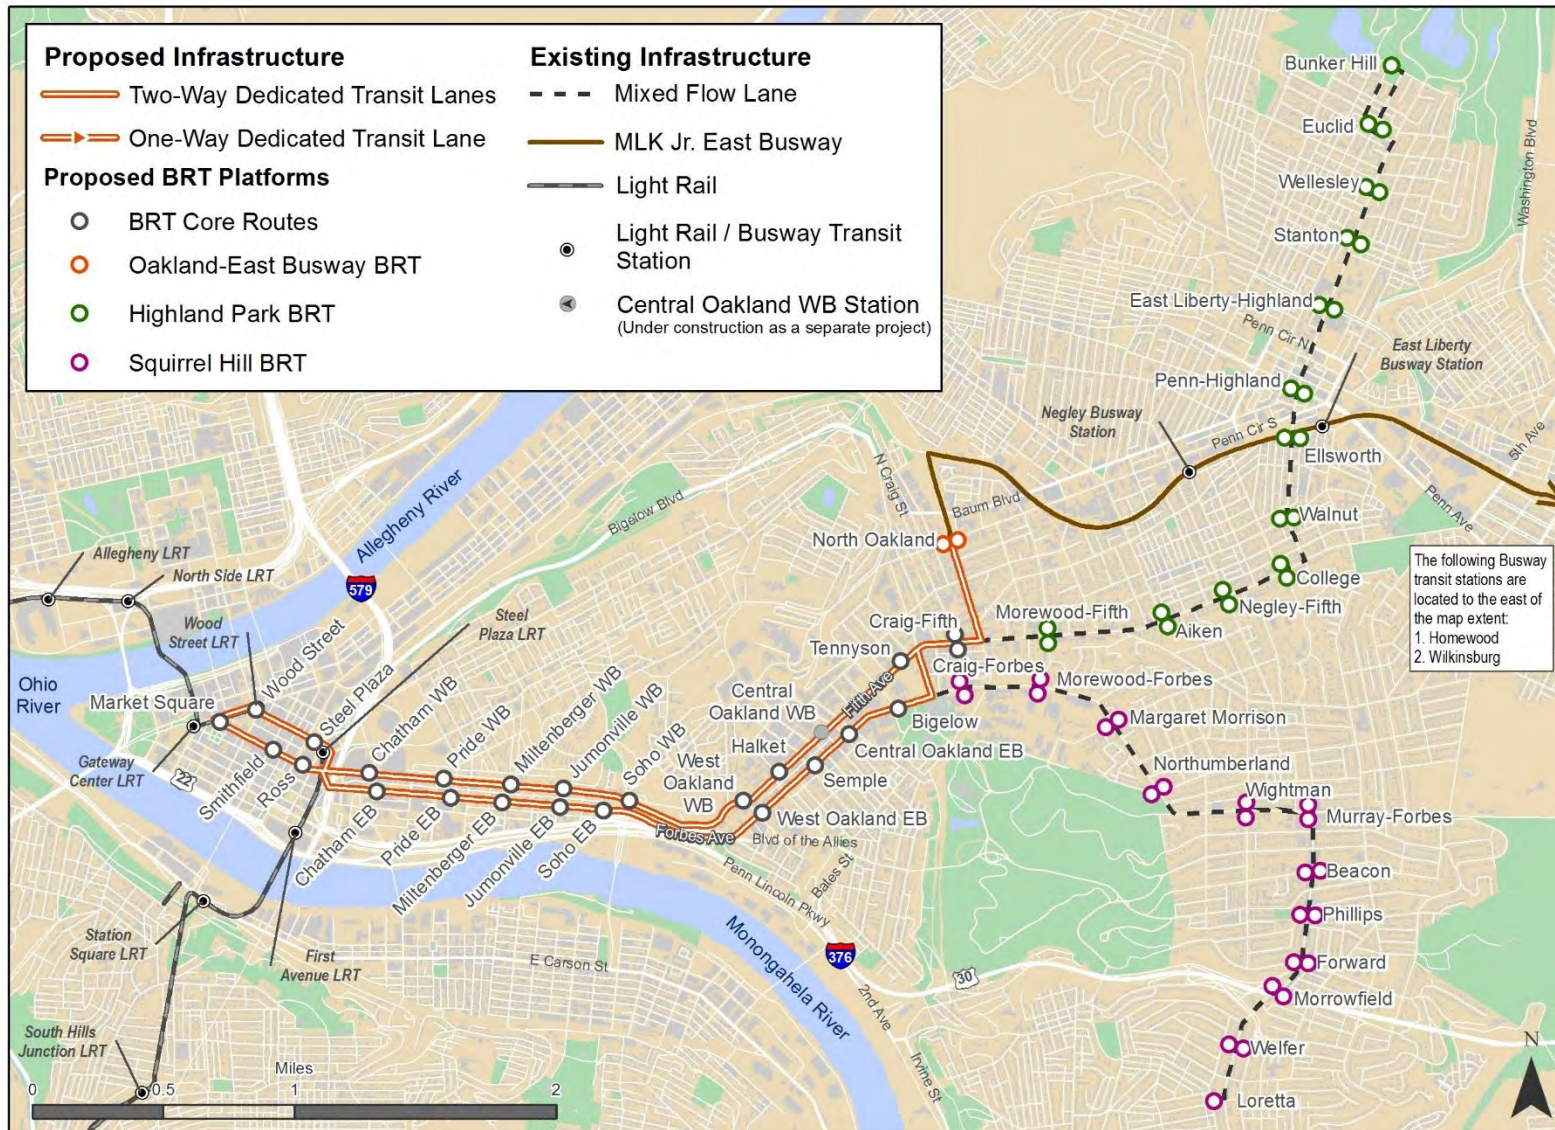 Proposed Infrastructure
Two-Way Dedicated Transit Lanes
One-Way Dedicated Transit Lane
Proposed BRT Platforms
BRT Core Routes
Oakland-East Busway BRT
Highland Park BRT
Squirrel Hill BRT
Existing Infrastructure
Mixed Flow Lane
MLK Jr. East Busway
Light Rail
Light Rail / Busway Transit
Station
Central Oakland WB Station
(Under construction as a separate project)
Bunker Hill
Euclid
Wellesley
Stanton
East Liberty-Highland
Penn Cir N
East Liberty
Busway Station
Penn-Highland
Negley Busway
Station
Penn Cir S
Ellsworth
Washington Blvd
5th Ave
Penn Ave
Walnut
College
Negley-Fifth
Aiken
Morewood-Fifth
The following Busway
transit stations are
located to the east of
the map extent:
1. Homewood
2. Wilkinsburg
N Craig St
Baum Blvd
Bigelow Blvd
North Oakland
Craig-Fifth
Tennyson
Craig-Forbes
Morewood-Forbes
Margaret Morrison
Northumberland
Wightman
Murray-Forbes
Beacon
Phillips
Forward
Morrowfield
Welfer
Loretta
Allegheny River
579
Allegheny LRT
North Side LRT
Wood
Street LRT
Steel
Plaza LRT
Ohio
River
Market Square
Wood Street
Steel Plaza
Chatham WB
Pride WB
Miltenberger WB
Jumonville WB
Soho WB
West
Oakland
WB
Halket
Central
Oakland WB
Fifth Ave
Bigelow
Central Oakland EB
Semple
West Oakland EB
Gateway
Center LRT
22
Smithfield
Ross
Chatham EB
Pride EB
Miltenberger EB
Jumonville EB
Soho EB
Forbes Ave
Blvd of the Allies
Bates St
Penn Lincoln Pkwy
Monongahela River
376
30
2nd Ave
Irvine St
E Carson St
Station
Square LRT
First
Avenue LRT
South Hills
Junction LRT
Miles
0 0.5 1 2
N